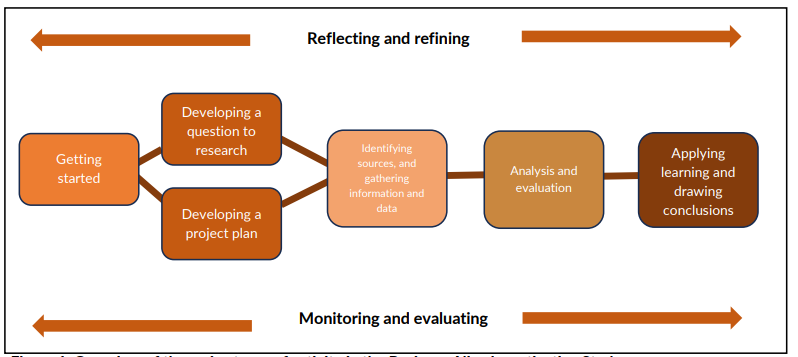 Reflecting and refining
Getting
started
Developing a
question to
research
Developing a
project plan
Identifying
sources, and
gathering
information and
data
Analysis and
evaluation
Applying
learning and
drawing
conclusions
Monitoring and evaluating